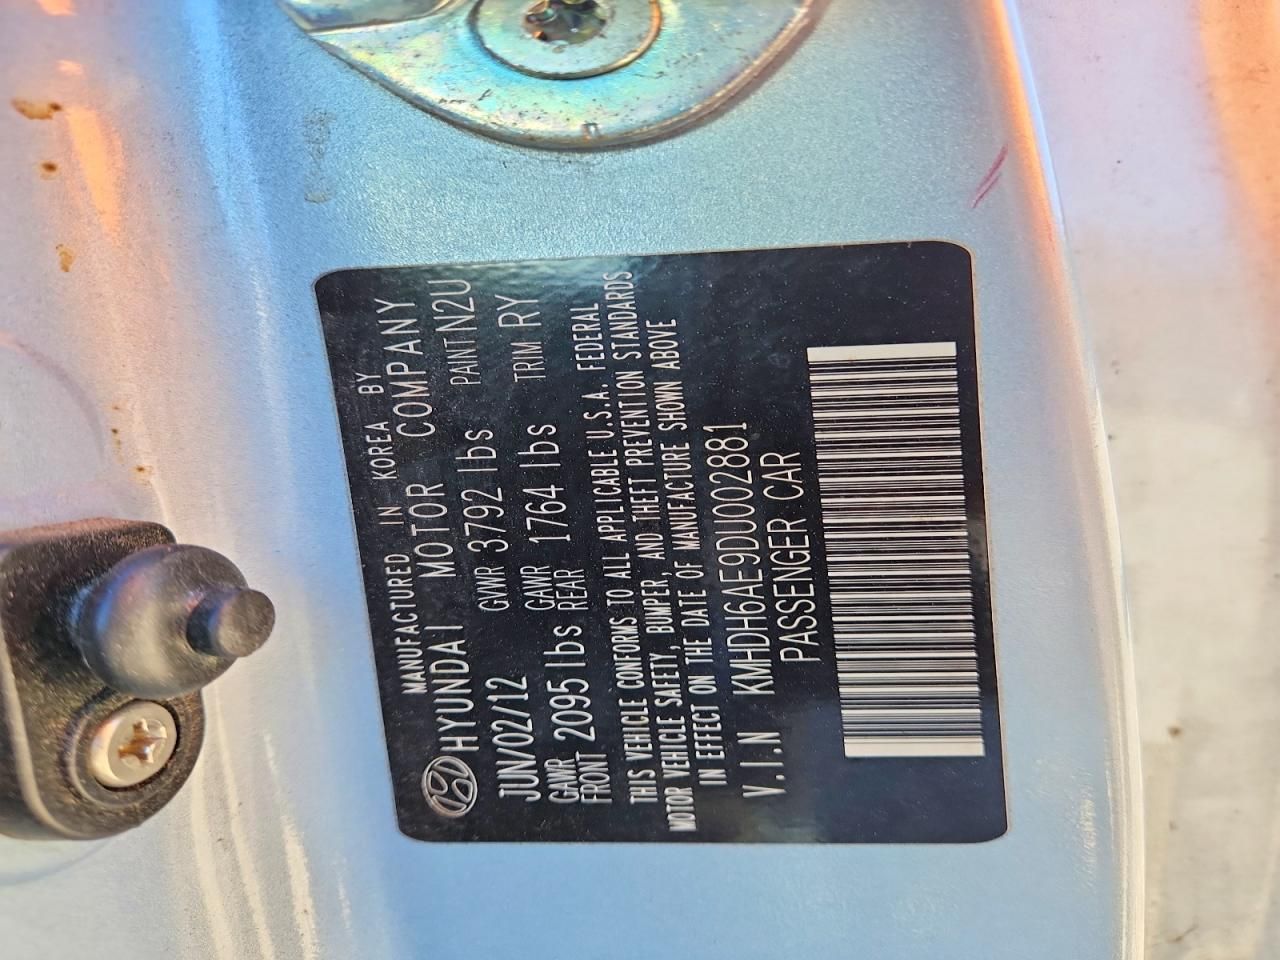 MANUFACTURED IN KOREA BY
HYUNDAI MOTOR COMPANY
JUN/02/12 GVWR 3792 lbs PAINT N2U
GAWR FRONT 2095 lbs GAWR REAR 1764 lbs TRIM RY
THIS VEHICLE CONFORMS TO ALL APPLICABLE U.S.A. FEDERAL
MOTOR VEHICLE SAFETY, BUMPER, AND THEFT PREVENTION STANDARDS
IN EFFECT ON THE DATE OF MANUFACTURE SHOWN ABOVE
V.I.N KMHDH6AE9DU002881
PASSENGER CAR